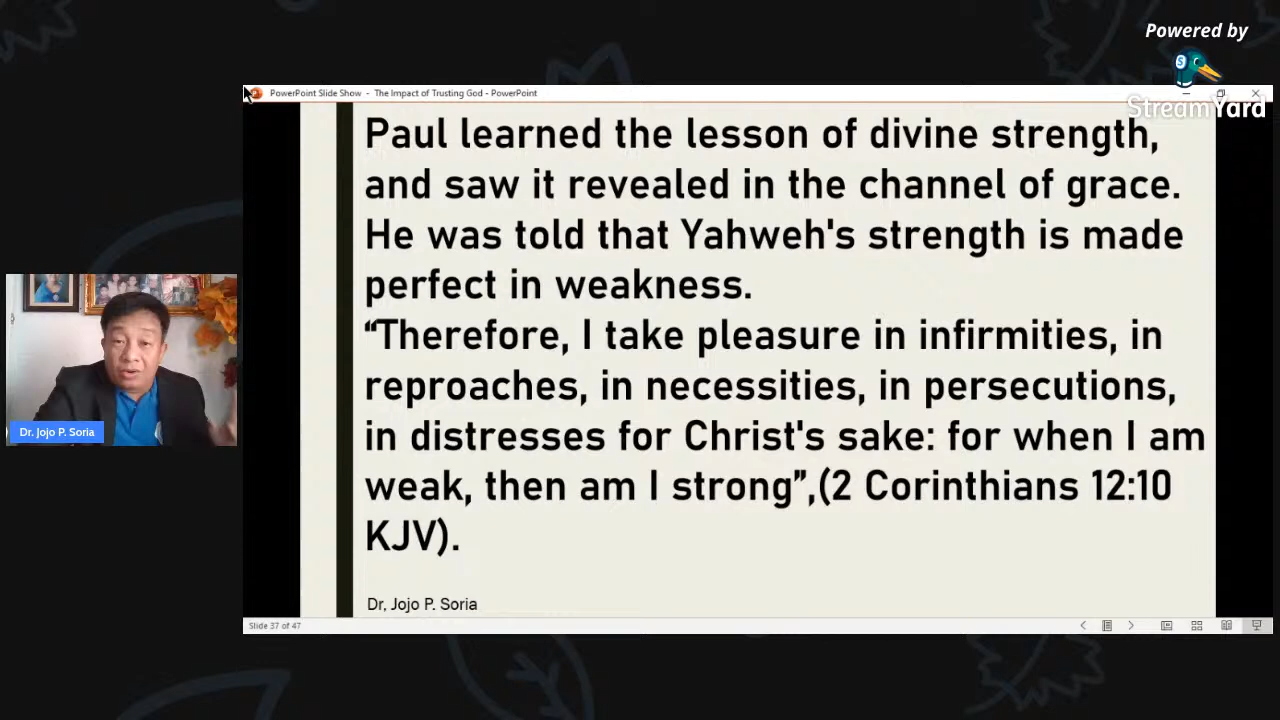 Powered by
StreamYard
PowerPoint Slide Show - The Impact of Trusting God - PowerPoint
Paul learned the lesson of divine strength,
and saw it revealed in the channel of grace.
He was told that Yahweh's strength is made
perfect in weakness.
“Therefore, I take pleasure in infirmities, in
reproaches, in necessities, in persecutions,
in distresses for Christ's sake: for when I am
weak, then am I strong”,(2 Corinthians 12:10
KJV).
Dr, Jojo P. Soria
Slide 37 of 47
Dr. Jojo P. Soria